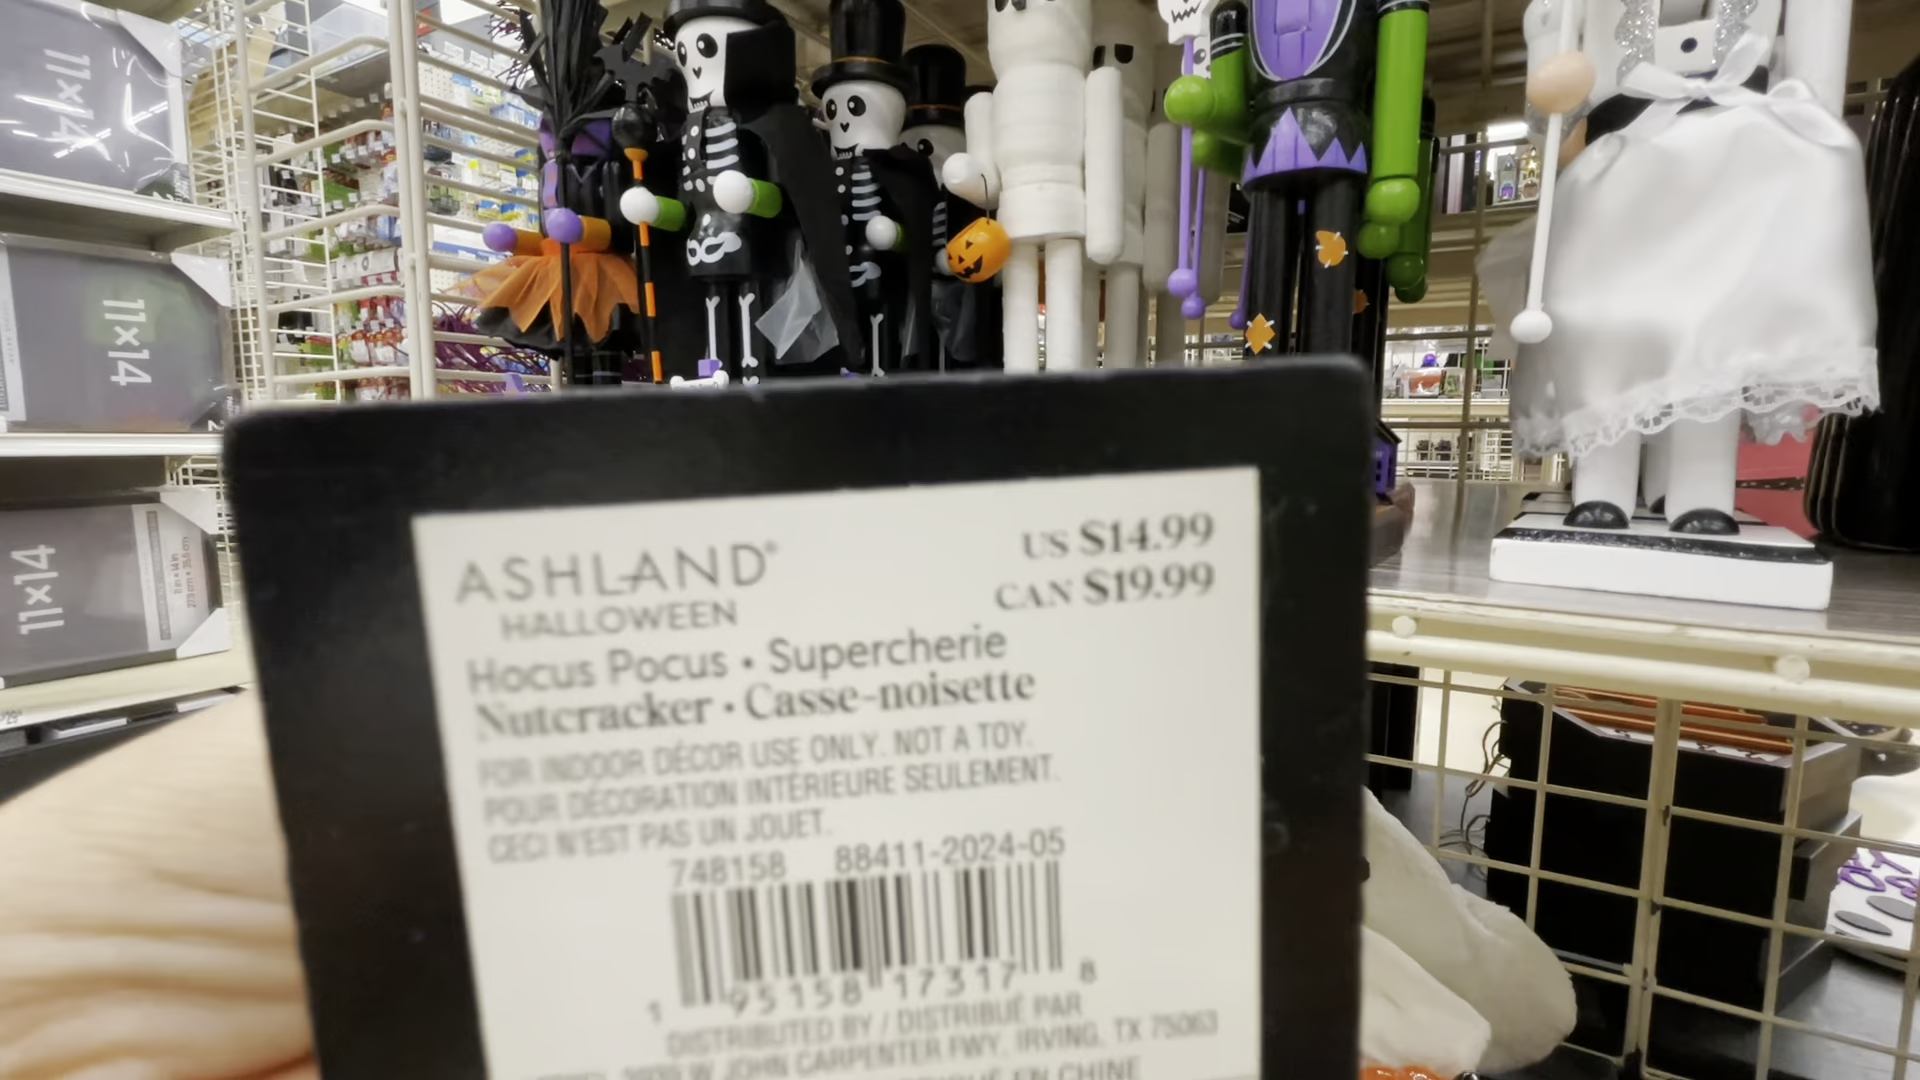 11x14
11x14
11x14
ASHLAND®
HALLOWEEN
US $14.99
CAN $19.99
Hocus Pocus • Supercherie
Nutcracker • Casse-noisette
FOR INDOOR DÉCOR USE ONLY. NOT A TOY.
POUR DÉCORATION INTÉRIEURE SEULEMENT.
CECI N'EST PAS UN JOUET.
748158 88411-2024-05
1 95158 17317 8
DISTRIBUTED BY / DISTRIBUÉ PAR
W JOHN CARPENTER FWY, IRVING, TX 75063
EN CHINE